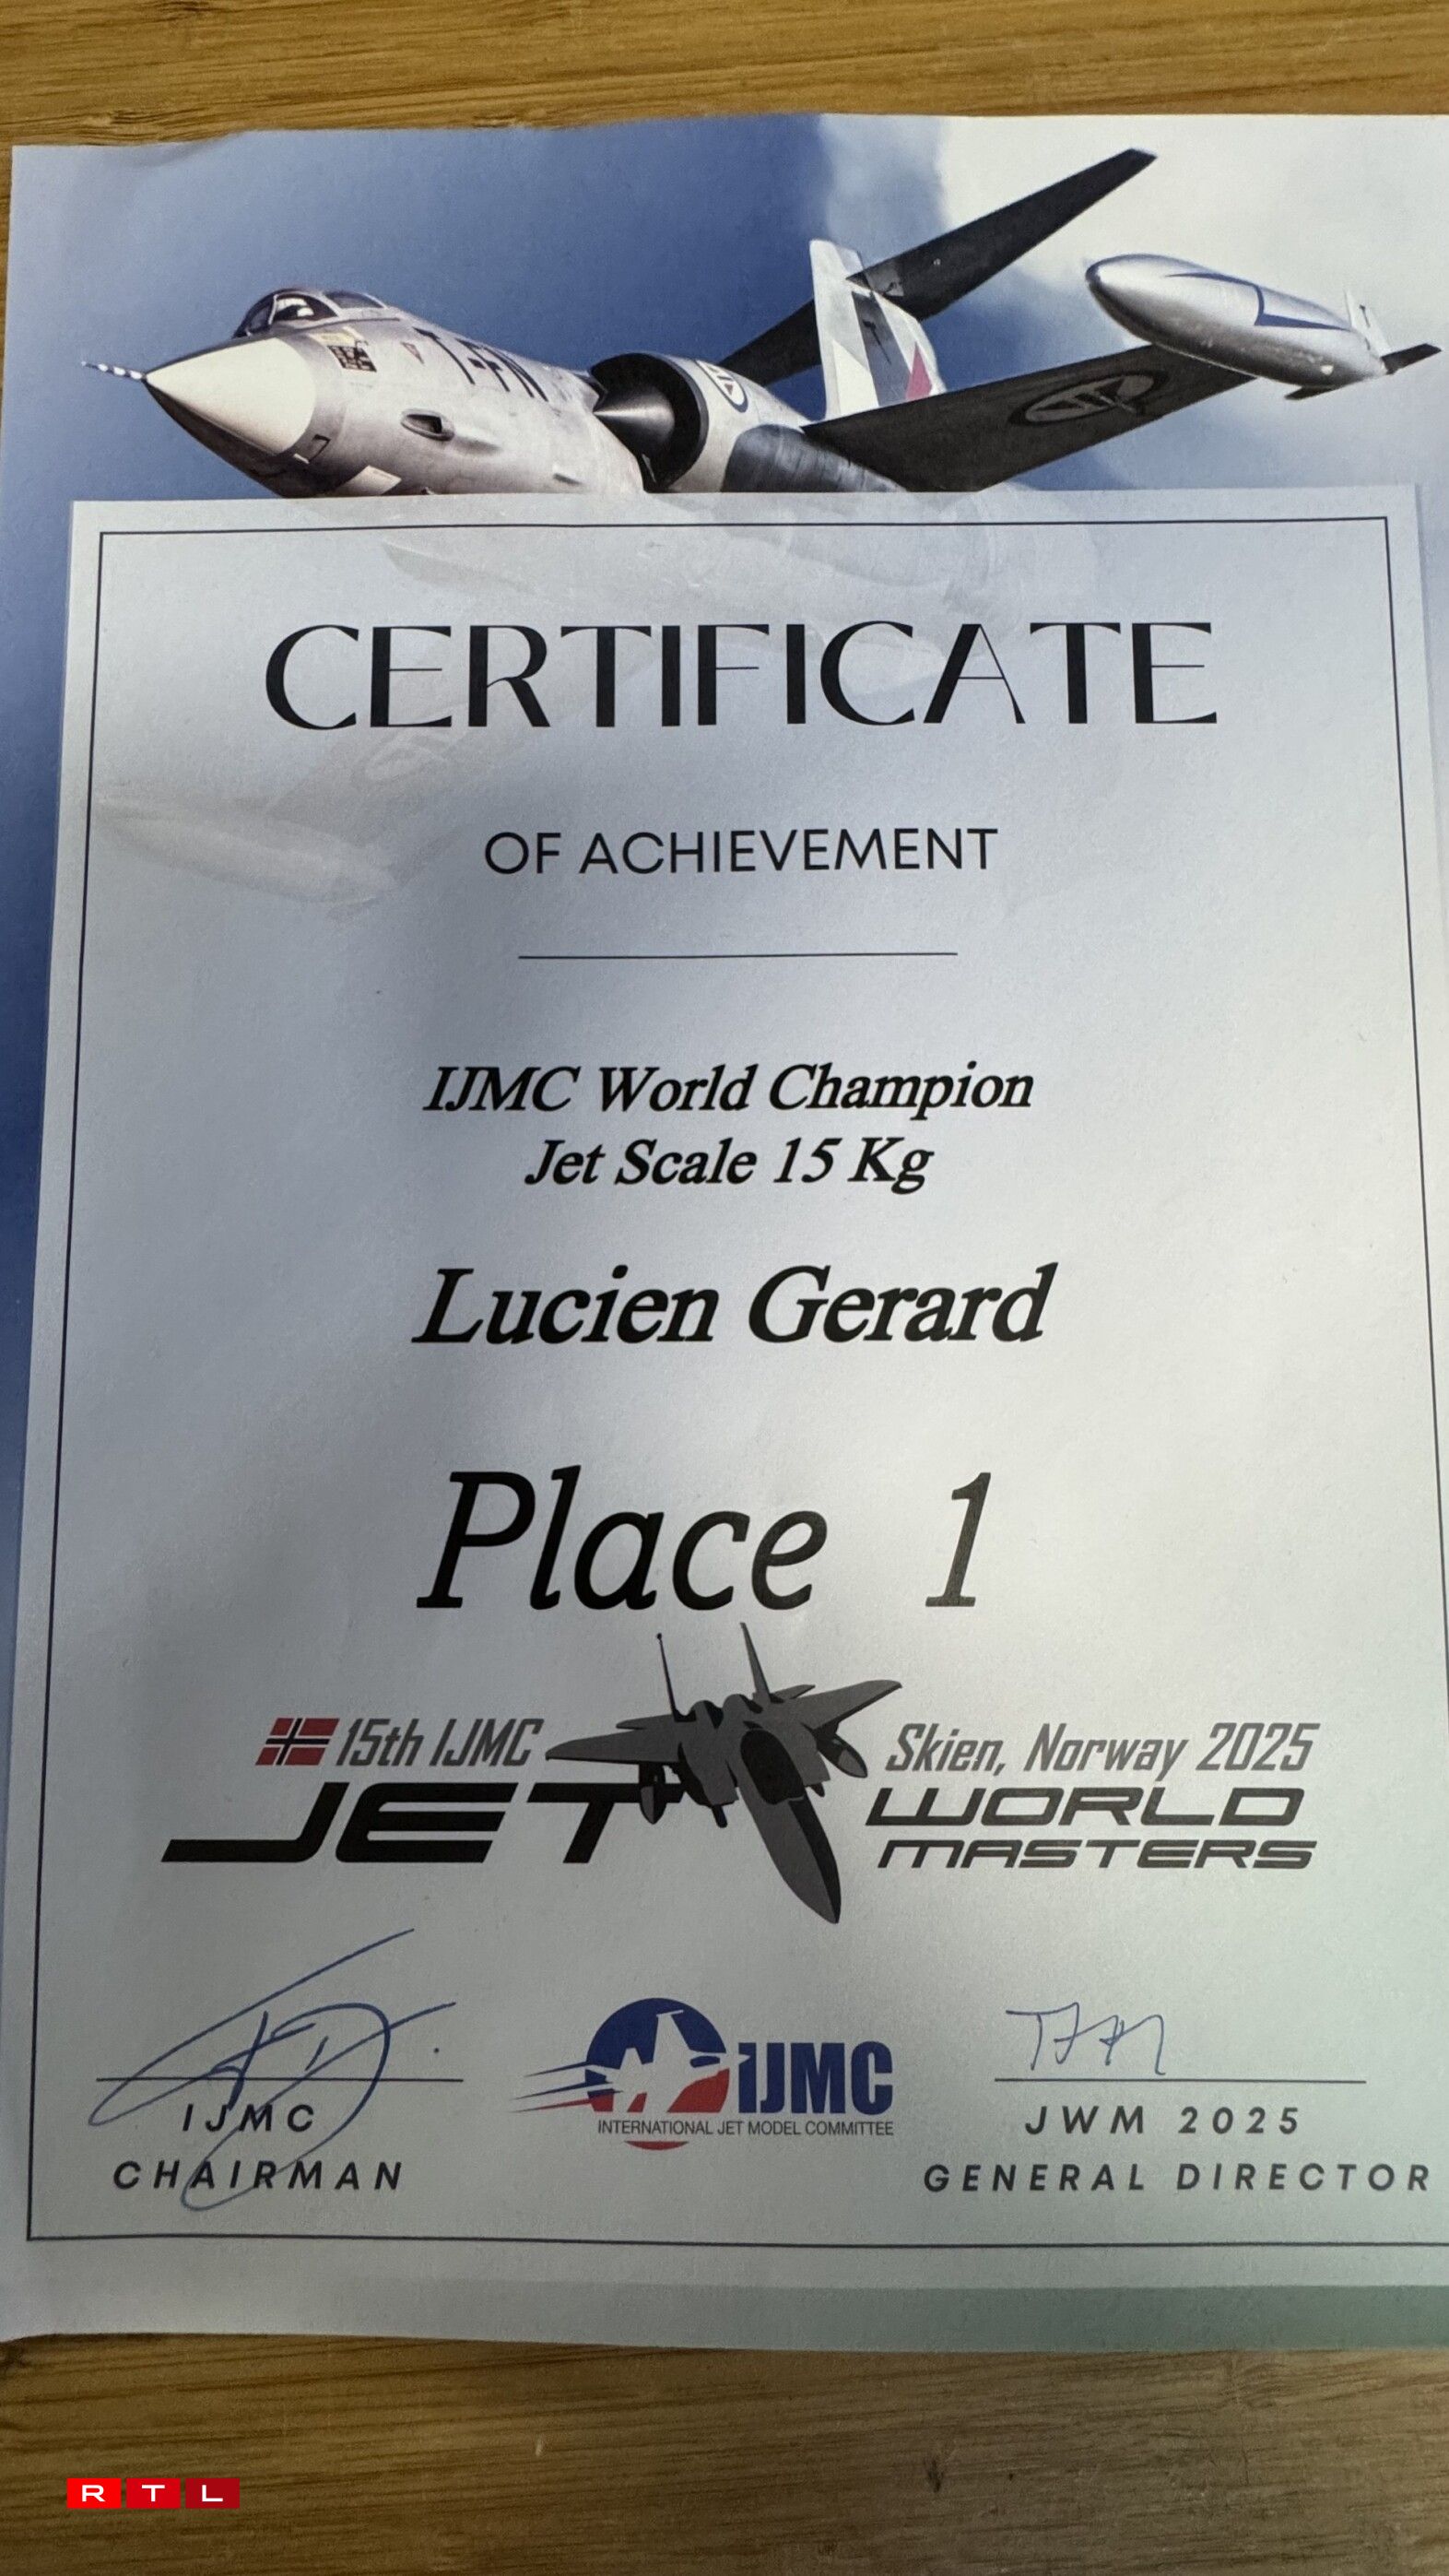 T-FN
CERTIFICATE
OF ACHIEVEMENT
IJMC World Champion
Jet Scale 15 Kg
Lucien Gerard
Place 1
15th IJMC
Skien, Norway 2025
JET WORLD
MASTERS
IJMC
CHAIRMAN
IJMC
INTERNATIONAL JET MODEL COMMITTEE
JWM 2025
GENERAL DIRECTOR
RTL